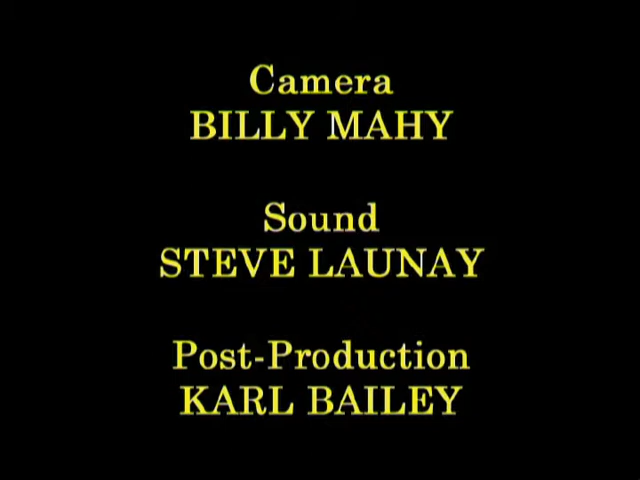 Camera
BILLY MAHY
Sound
STEVE LAUNAY
Post-Production
KARL BAILEY